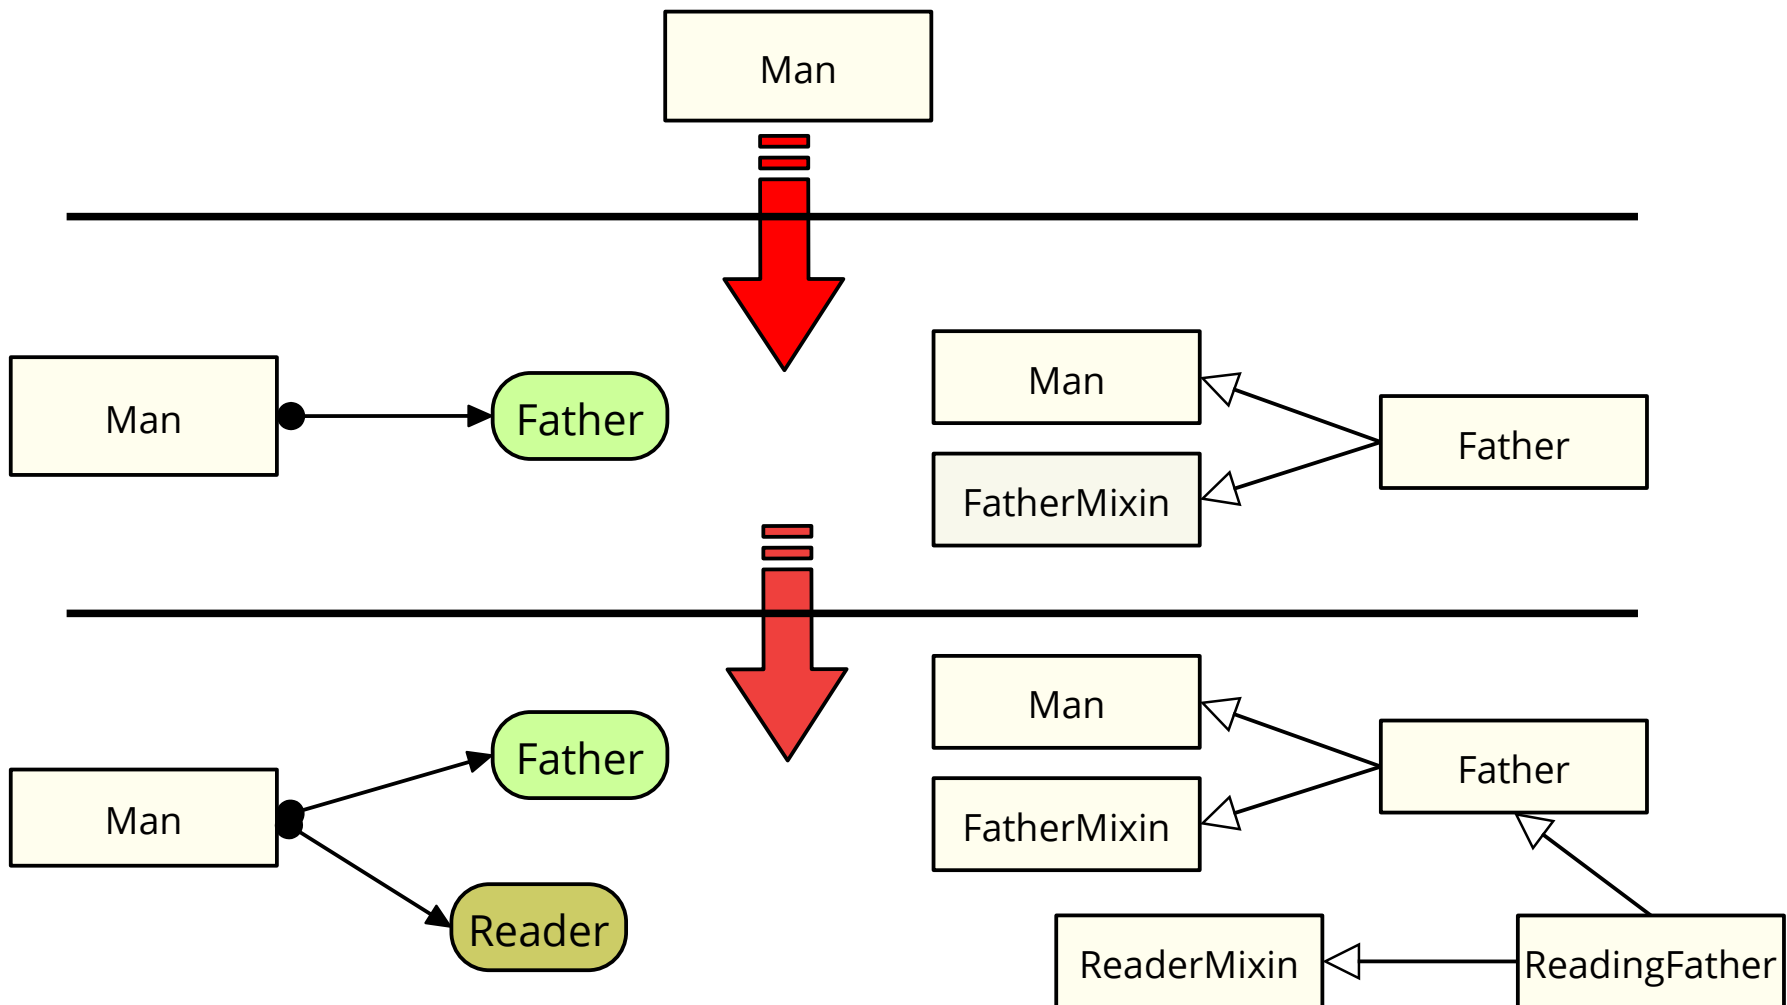 Man
Man
Father
Man
FatherMixin
Father
Man
Father
Reader
Man
FatherMixin
Father
ReaderMixin
ReadingFather